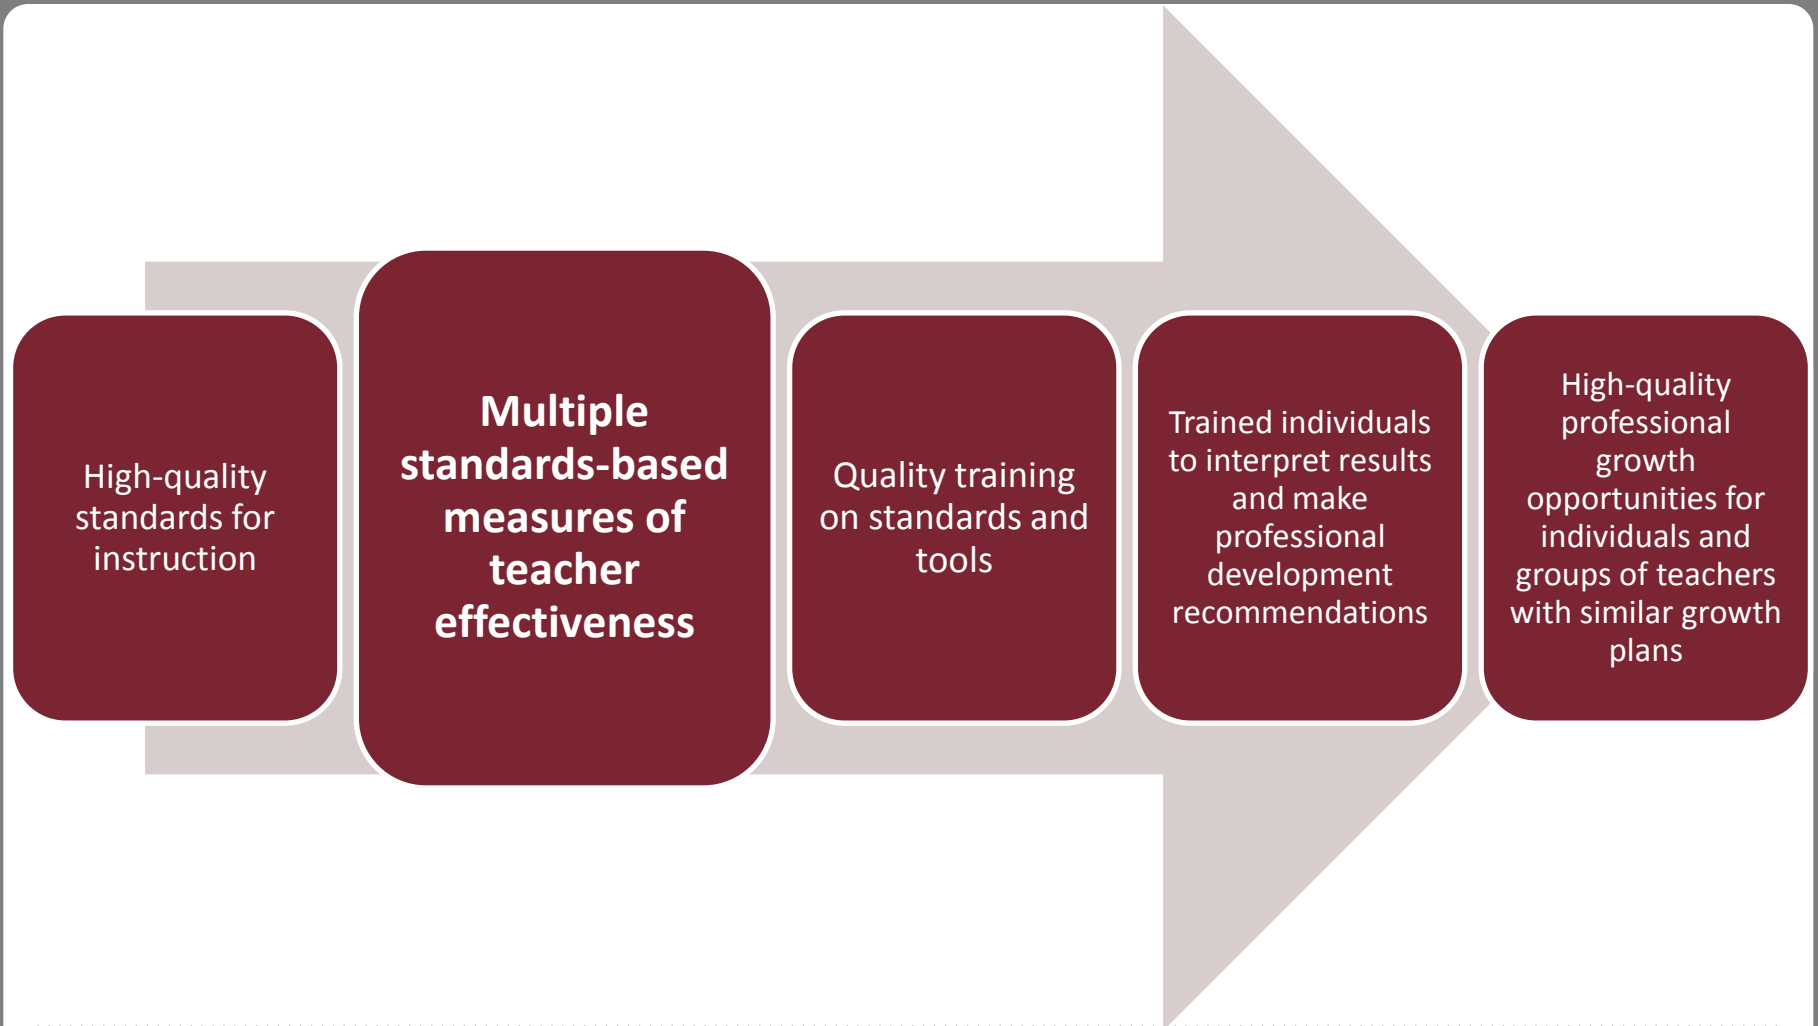 High-quality
standards for
instruction
Multiple
standards-based
measures of
teacher
effectiveness
Quality training
on standards and
tools
Trained individuals
to interpret results
and make
professional
development
recommendations
High-quality
professional
growth
opportunities for
individuals and
groups of teachers
with similar growth
plans